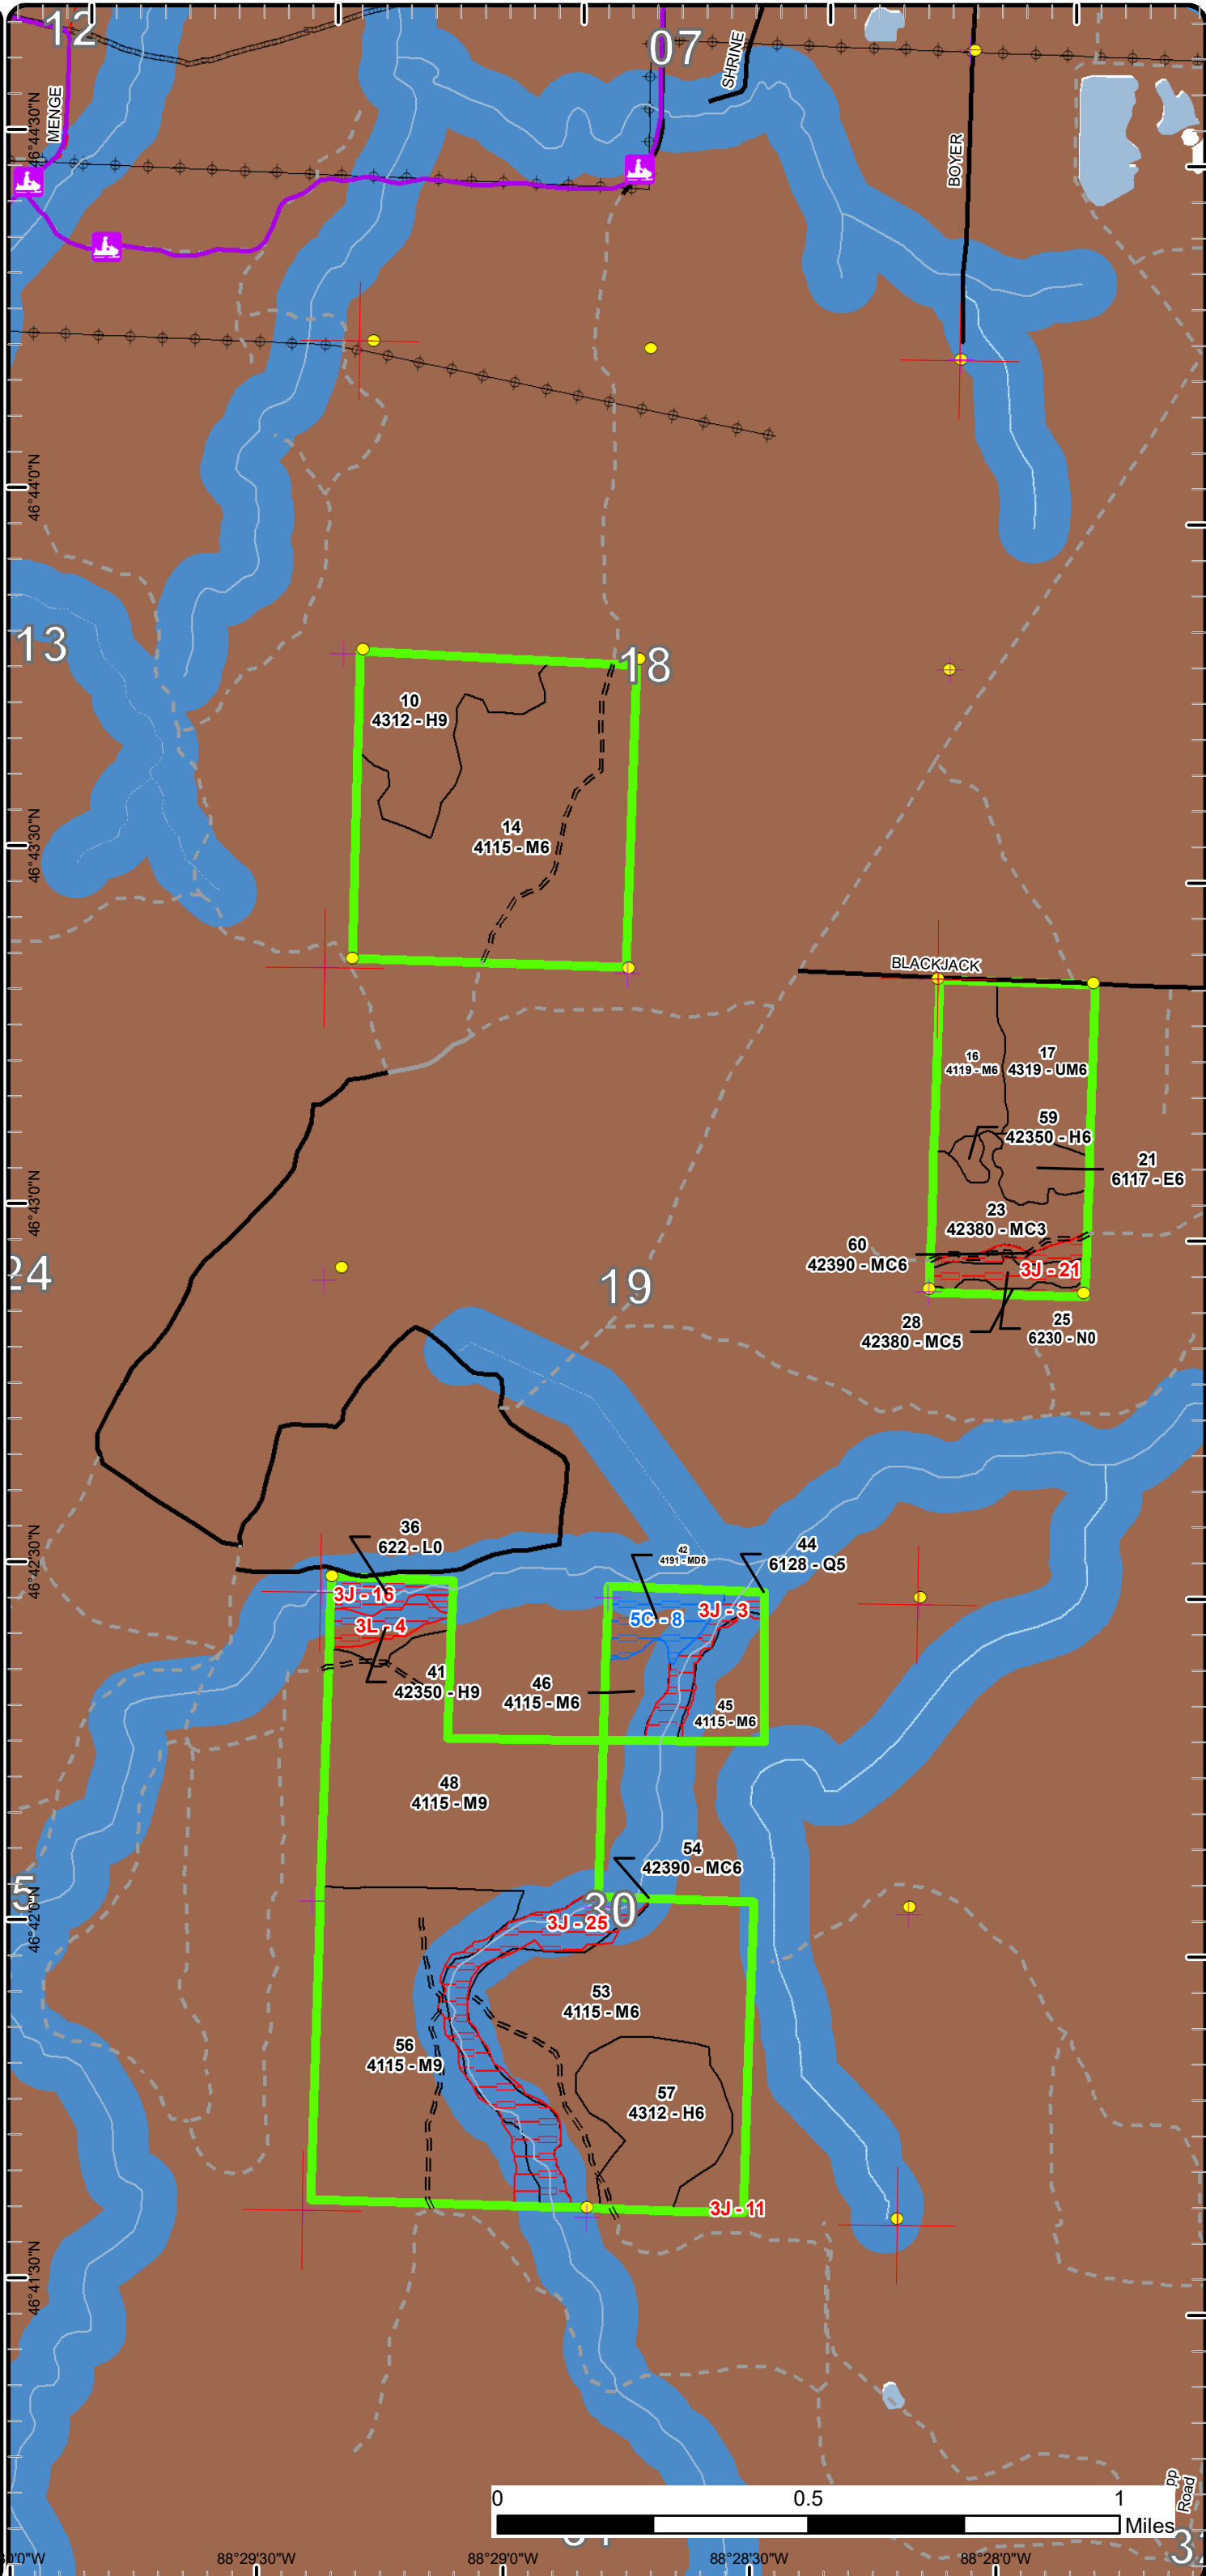 12
07
SHRINE
MENGE
46°44'30"N
BOYER
46°44'0"N
13
18
10
4312 - H9
46°43'30"N
14
4115 - M6
BLACKJACK
16
4119 - M6
17
4319 - UM6
59
42350 - H6
21
6117 - E6
46°43'0"N
23
42380 - MC3
60
42390 - MC6
3J - 21
24
19
28
42380 - MC5
25
6230 - N0
46°42'30"N
36
622 - L0
42
4191 - MD6
44
6128 - Q5
3J - 16
3L - 4
5C - 8
3J - 3
41
42350 - H9
46
4115 - M6
45
4115 - M6
48
4115 - M9
54
42390 - MC6
5
46°42'0"N
30
3J - 25
53
4115 - M6
56
4115 - M9
57
4312 - H6
3J - 11
46°41'30"N
0
0.5
1
Miles
pp
Road
88°29'30"W
88°29'0"W
88°28'30"W
88°28'0"W